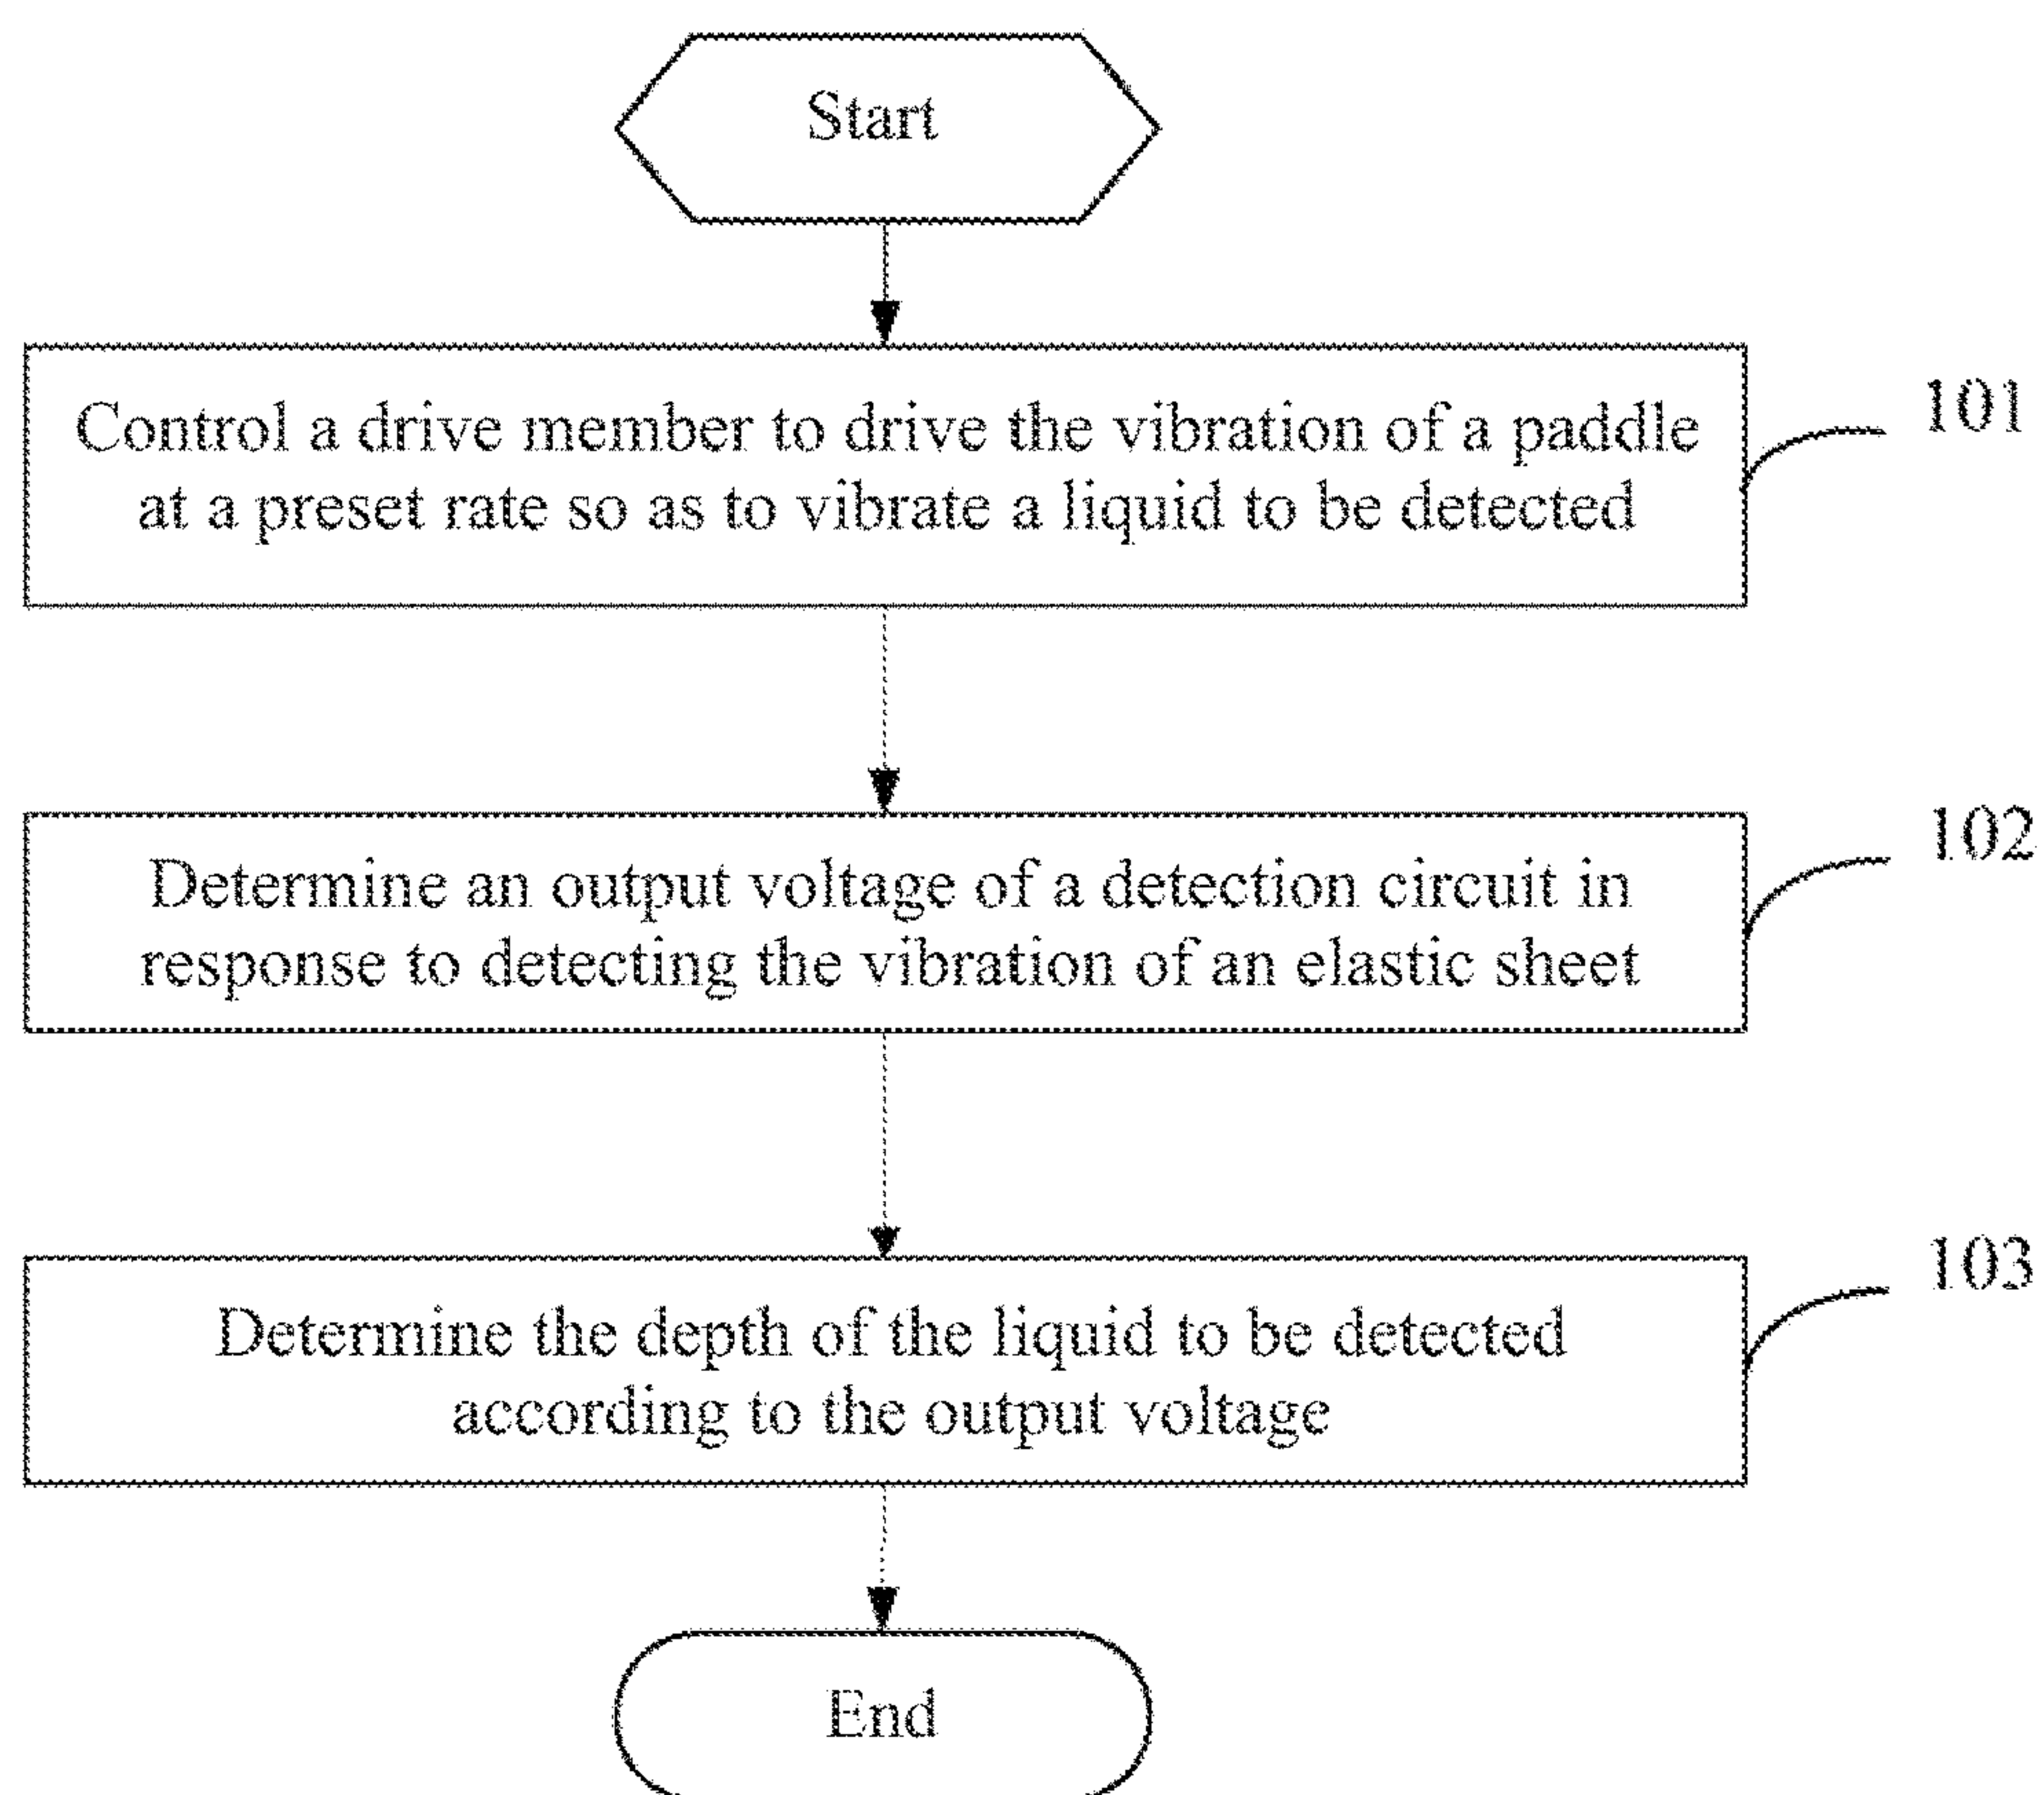 Start
Control a drive member to drive the vibration of a paddle
at a preset rate so as to vibrate a liquid to be detected
101
Determine an output voltage of a detection circuit in
response to detecting the vibration of an elastic sheet
102
Determine the depth of the liquid to be detected
according to the output voltage
103
End